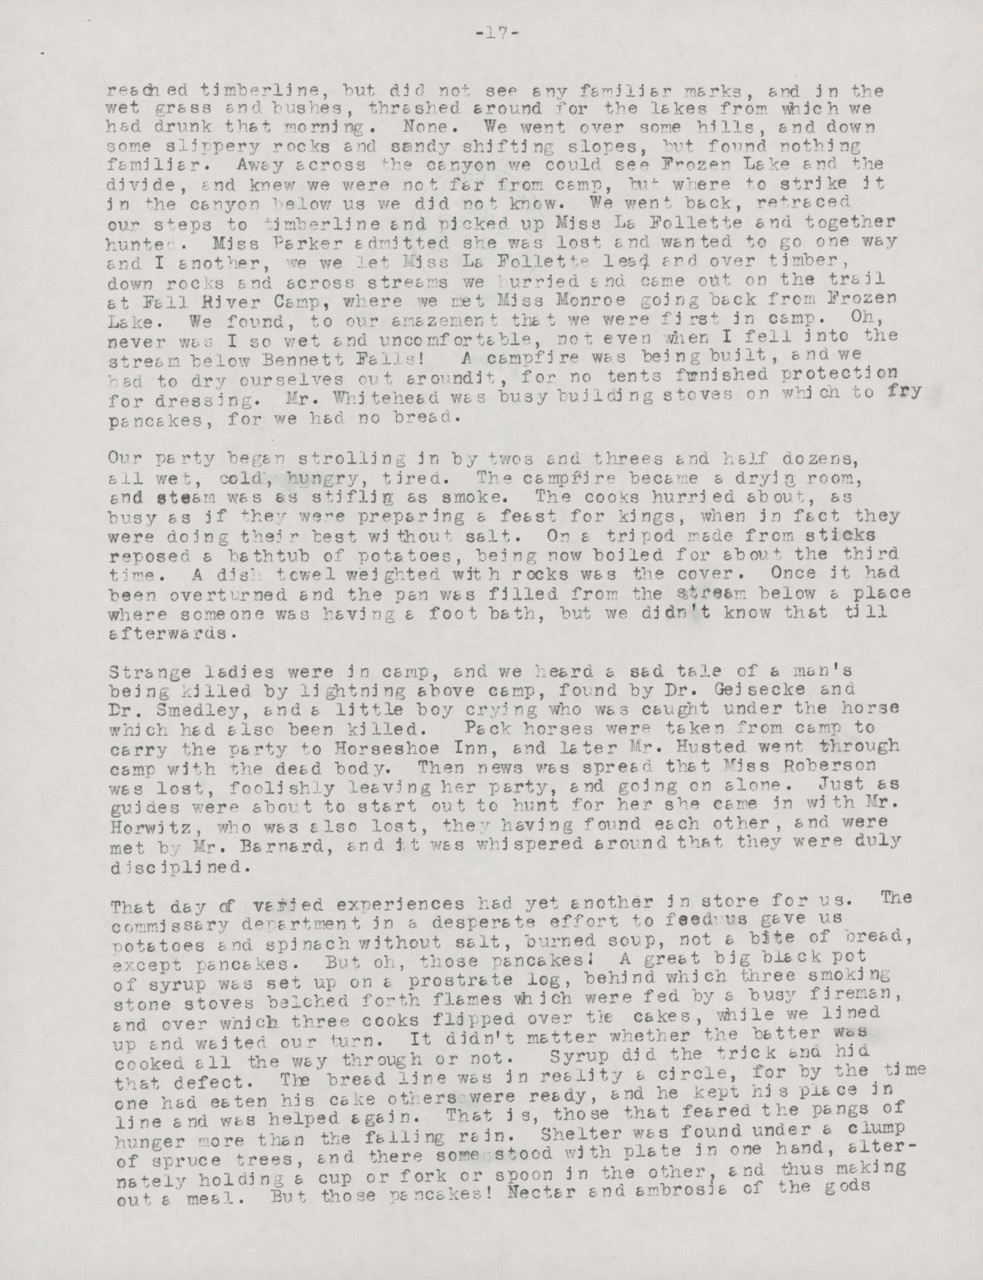 -17-
reached timberline, but did not see any familiar marks, and in the
wet grass and bushes, thrashed around for the lakes from which we
had drunk that morning. None. We went over some hills, and down
some slippery rocks and sandy shifting slopes, but found nothing
familiar. Away across the canyon we could see Frozen Lake and the
divide, and knew we were not far from camp, but where to strike it
in the canyon below us we did not know. We went back, retraced
our steps to timberline and picked up Miss La Follette and together
hunted. Miss Parker admitted she was lost and wanted to go one way
and I another, we we let Miss La Follette lead and over timber,
down rocks and across streams we hurried and came out on the trail
at Fall River Camp, where we met Miss Monroe going back from Frozen
Lake. We found, to our amazement that we were first in camp. Oh,
never was I so wet and uncomfortable, not even when I fell into the
stream below Bennett Falls! A campfire was being built, and we
had to dry ourselves out aroundit, for no tents furnished protection
for dressing. Mr. Whitehead was busy building stoves on which to fry
pancakes, for we had no bread.
Our party began strolling in by twos and threes and half dozens,
all wet, cold, hungry, tired. The campfire became a dryin room,
and steam was as stiflin as smoke. The cooks hurried about, as
busy as if they were preparing a feast for kings, when in fact they
were doing their best without salt. On a tripod made from sticks
reposed a bathtub of potatoes, being now boiled for about the third
time. A dish towel weighted with rocks was the cover. Once it had
been overturned and the pan was filled from the stream below a place
where someone was having a foot bath, but we didn't know that till
afterwards.
Strange ladies were in camp, and we heard a sad tale of a man's
being killed by lightning above camp, found by Dr. Geisecke and
Dr. Smedley, and a little boy crying who was caught under the horse
which had also been killed. Pack horses were taken from camp to
carry the party to Horseshoe Inn, and later Mr. Husted went through
camp with the dead body. Then news was spread that Miss Roberson
was lost, foolishly leaving her party, and going on alone. Just as
guides were about to start out to hunt for her she came in with Mr.
Horwitz, who was also lost, they having found each other, and were
met by Mr. Barnard, and it was whispered around that they were duly
disciplined.
That day of varied experiences had yet another in store for us. The
commissary department in a desperate effort to feed us gave us
potatoes and spinach without salt, burned soup, not a bite of bread,
except pancakes. But oh, those pancakes! A great big black pot
of syrup was set up on a prostrate log, behind which three smoking
stone stoves belched forth flames which were fed by a busy fireman,
and over which three cooks flipped over the cakes, while we lined
up and waited our turn. It didn't matter whether the batter was
cooked all the way through or not. Syrup did the trick and hid
that defect. The bread line was in reality a circle, for by the time
one had eaten his cake others were ready, and he kept his place in
line and was helped again. That is, those that feared the pangs of
hunger more than the falling rain. Shelter was found under a clump
of spruce trees, and there some stood with plate in one hand, alter-
nately holding a cup or fork or spoon in the other, and thus making
out a meal. But those pancakes! Nectar and ambrosia of the gods